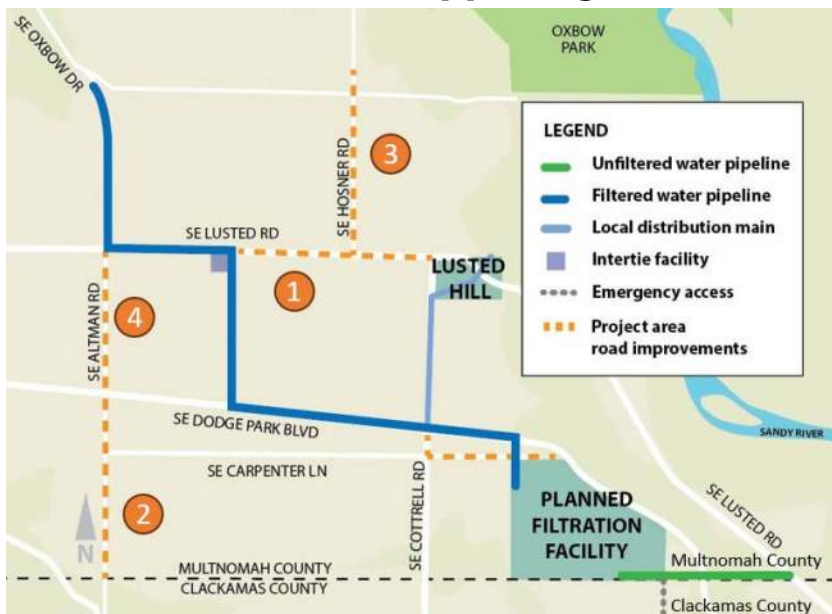 SE OXBOW DR
OXBOW
PARK
LEGEND
Unfiltered water pipeline
Filtered water pipeline
Local distribution main
Intertie facility
Emergency access
Project area
road improvements
3
SE HOSNER RD
SE LUSTED RD
1
LUSTED
HILL
4
SE ALTMAN RD
SE DODGE PARK BLVD
SANDY RIVER
SE CARPENTER LN
SE COTTRELL RD
SE LUSTED RD
2
N
PLANNED
FILTRATION
FACILITY
MULTNOMAH COUNTY
CLACKAMAS COUNTY
Multnomah County
Clackamas County